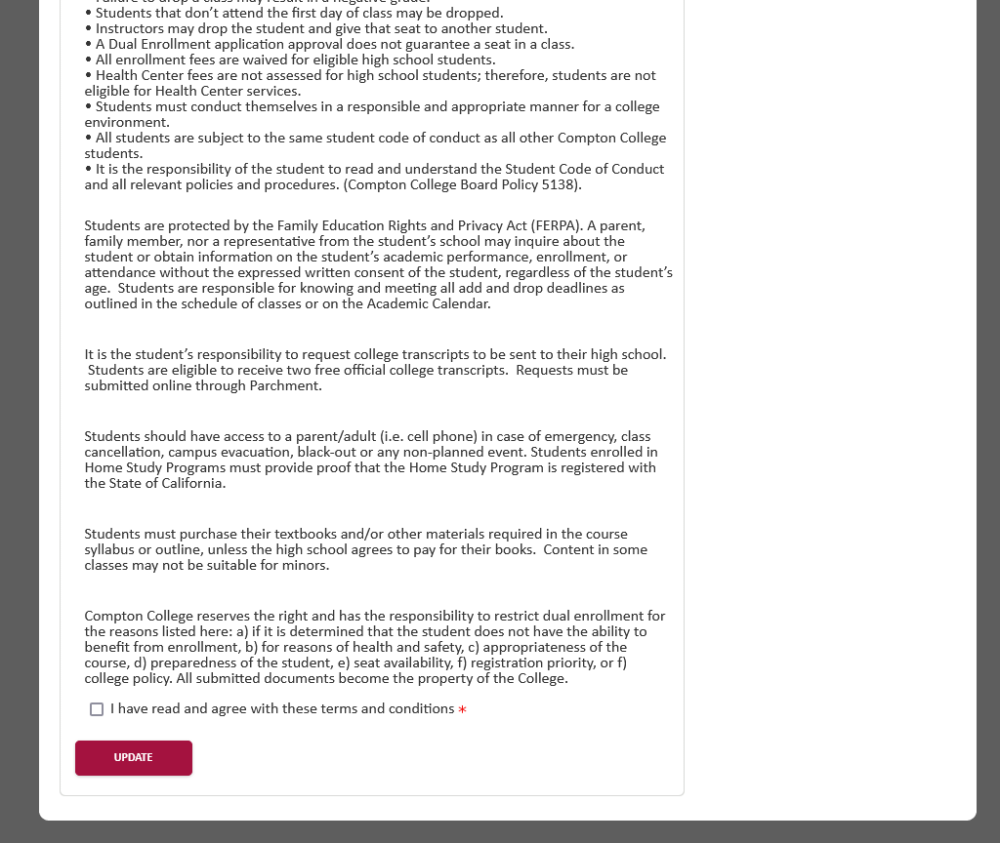 • Failure to drop a class may result in a negative grade.
• Students that don’t attend the first day of class may be dropped.
• Instructors may drop the student and give that seat to another student.
• A Dual Enrollment application approval does not guarantee a seat in a class.
• All enrollment fees are waived for eligible high school students.
• Health Center fees are not assessed for high school students; therefore, students are not
eligible for Health Center services.
• Students must conduct themselves in a responsible and appropriate manner for a college
environment.
• All students are subject to the same student code of conduct as all other Compton College
students.
• It is the responsibility of the student to read and understand the Student Code of Conduct
and all relevant policies and procedures. (Compton College Board Policy 5138).
Students are protected by the Family Education Rights and Privacy Act (FERPA). A parent,
family member, nor a representative from the student’s school may inquire about the
student or obtain information on the student’s academic performance, enrollment, or
attendance without the expressed written consent of the student, regardless of the student’s
age.  Students are responsible for knowing and meeting all add and drop deadlines as
outlined in the schedule of classes or on the Academic Calendar.
It is the student’s responsibility to request college transcripts to be sent to their high school.
Students are eligible to receive two free official college transcripts.  Requests must be
submitted online through Parchment.
Students should have access to a parent/adult (i.e. cell phone) in case of emergency, class
cancellation, campus evacuation, black-out or any non-planned event. Students enrolled in
Home Study Programs must provide proof that the Home Study Program is registered with
the State of California.
Students must purchase their textbooks and/or other materials required in the course
syllabus or outline, unless the high school agrees to pay for their books.  Content in some
classes may not be suitable for minors.
Compton College reserves the right and has the responsibility to restrict dual enrollment for
the reasons listed here: a) if it is determined that the student does not have the ability to
benefit from enrollment, b) for reasons of health and safety, c) appropriateness of the
course, d) preparedness of the student, e) seat availability, f) registration priority, or f)
college policy. All submitted documents become the property of the College.
I have read and agree with these terms and conditions *
UPDATE